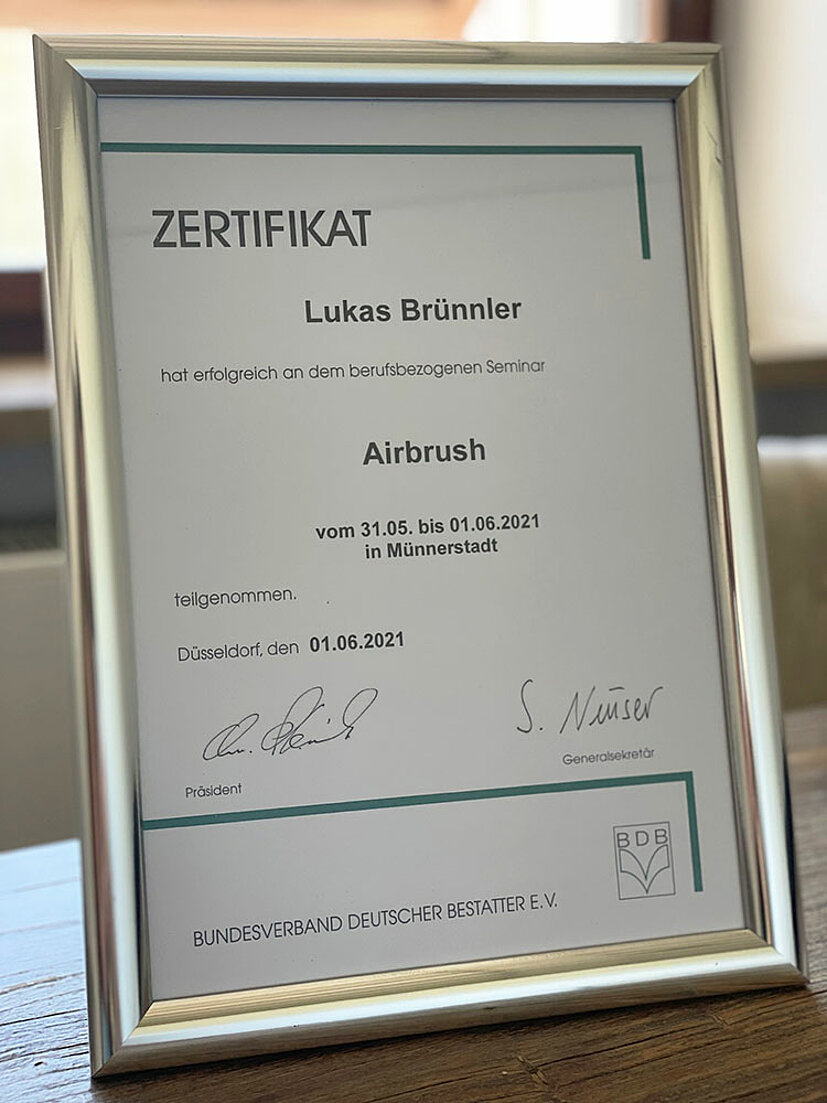 ZERTIFIKAT
Lukas Brünnler
hat erfolgreich an dem berufsbezogenen Seminar
Airbrush
vom 31.05. bis 01.06.2021
in Münnerstadt
teilgenommen.
Düsseldorf, den 01.06.2021
S. Neuser
Präsident
Generalsekretär
BDB
BUNDESVERBAND DEUTSCHER BESTATTER E.V.